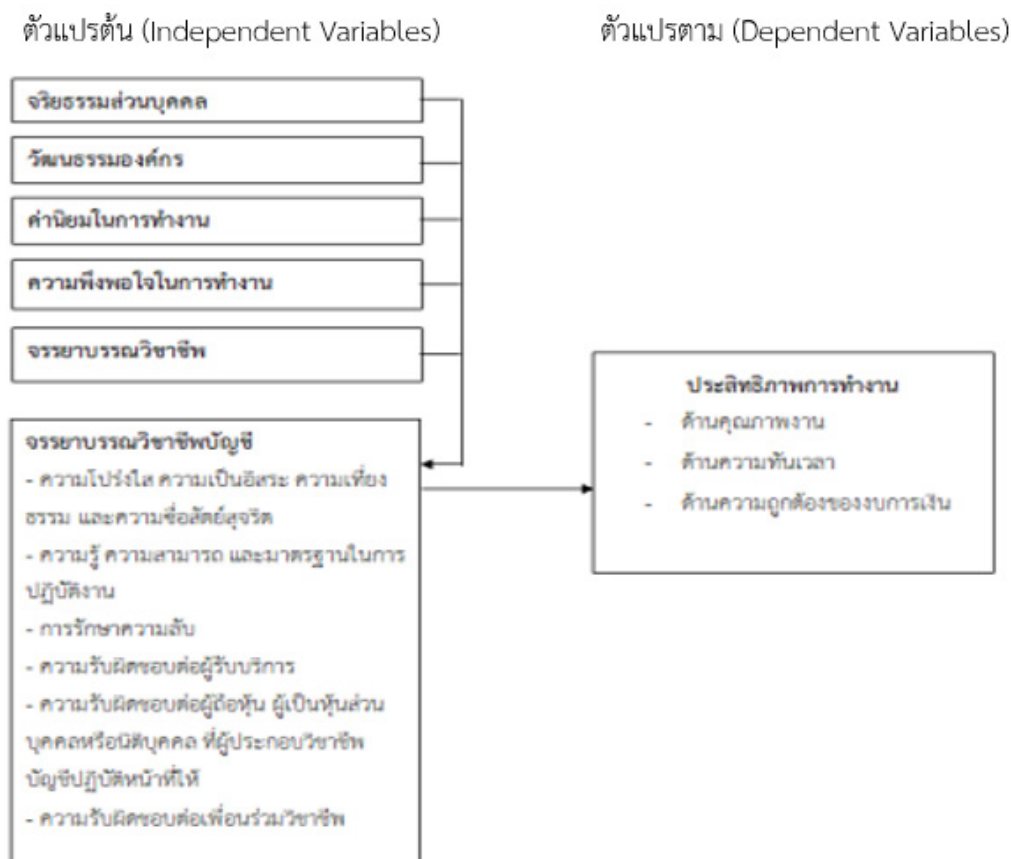 ตัวแปรต้น (Independent Variables)
ตัวแปรตาม (Dependent Variables)
จริยธรรมส่วนบุคคล
วัฒนธรรมองค์กร
ค่านิยมในการทำงาน
ความพึงพอใจในการทำงาน
จรรยาบรรณวิชาชีพ
จรรยาบรรณวิชาชีพบัญชี
- ความโปร่งใส ความเป็นอิสระ ความเที่ยง
ธรรม และความซื่อสัตย์สุจริต
- ความรู้ ความสามารถ และมาตรฐานในการ
ปฏิบัติงาน
- การรักษาความลับ
- ความรับผิดชอบต่อผู้รับบริการ
- ความรับผิดชอบต่อผู้ถือหุ้น ผู้เป็นหุ้นส่วน
บุคคลหรือนิติบุคคล ที่ผู้ประกอบวิชาชีพ
บัญชีปฏิบัติหน้าที่ให้
- ความรับผิดชอบต่อเพื่อนร่วมวิชาชีพ
ประสิทธิภาพการทำงาน
- ด้านคุณภาพงาน
- ด้านความทันเวลา
- ด้านความถูกต้องของงบการเงิน